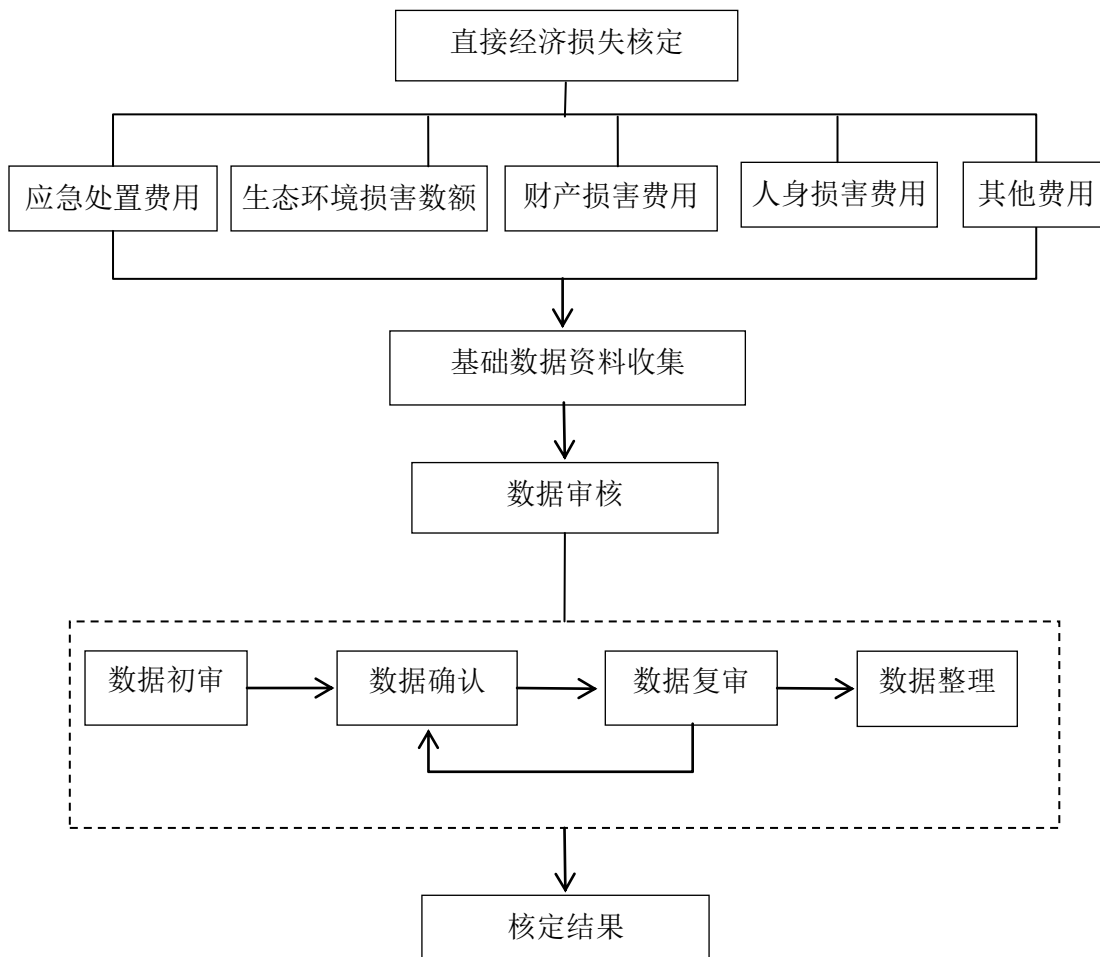 直接经济损失核定
应急处置费用
生态环境损害数额
财产损害费用
人身损害费用
其他费用
基础数据资料收集
数据审核
数据初审
数据确认
数据复审
数据整理
核定结果